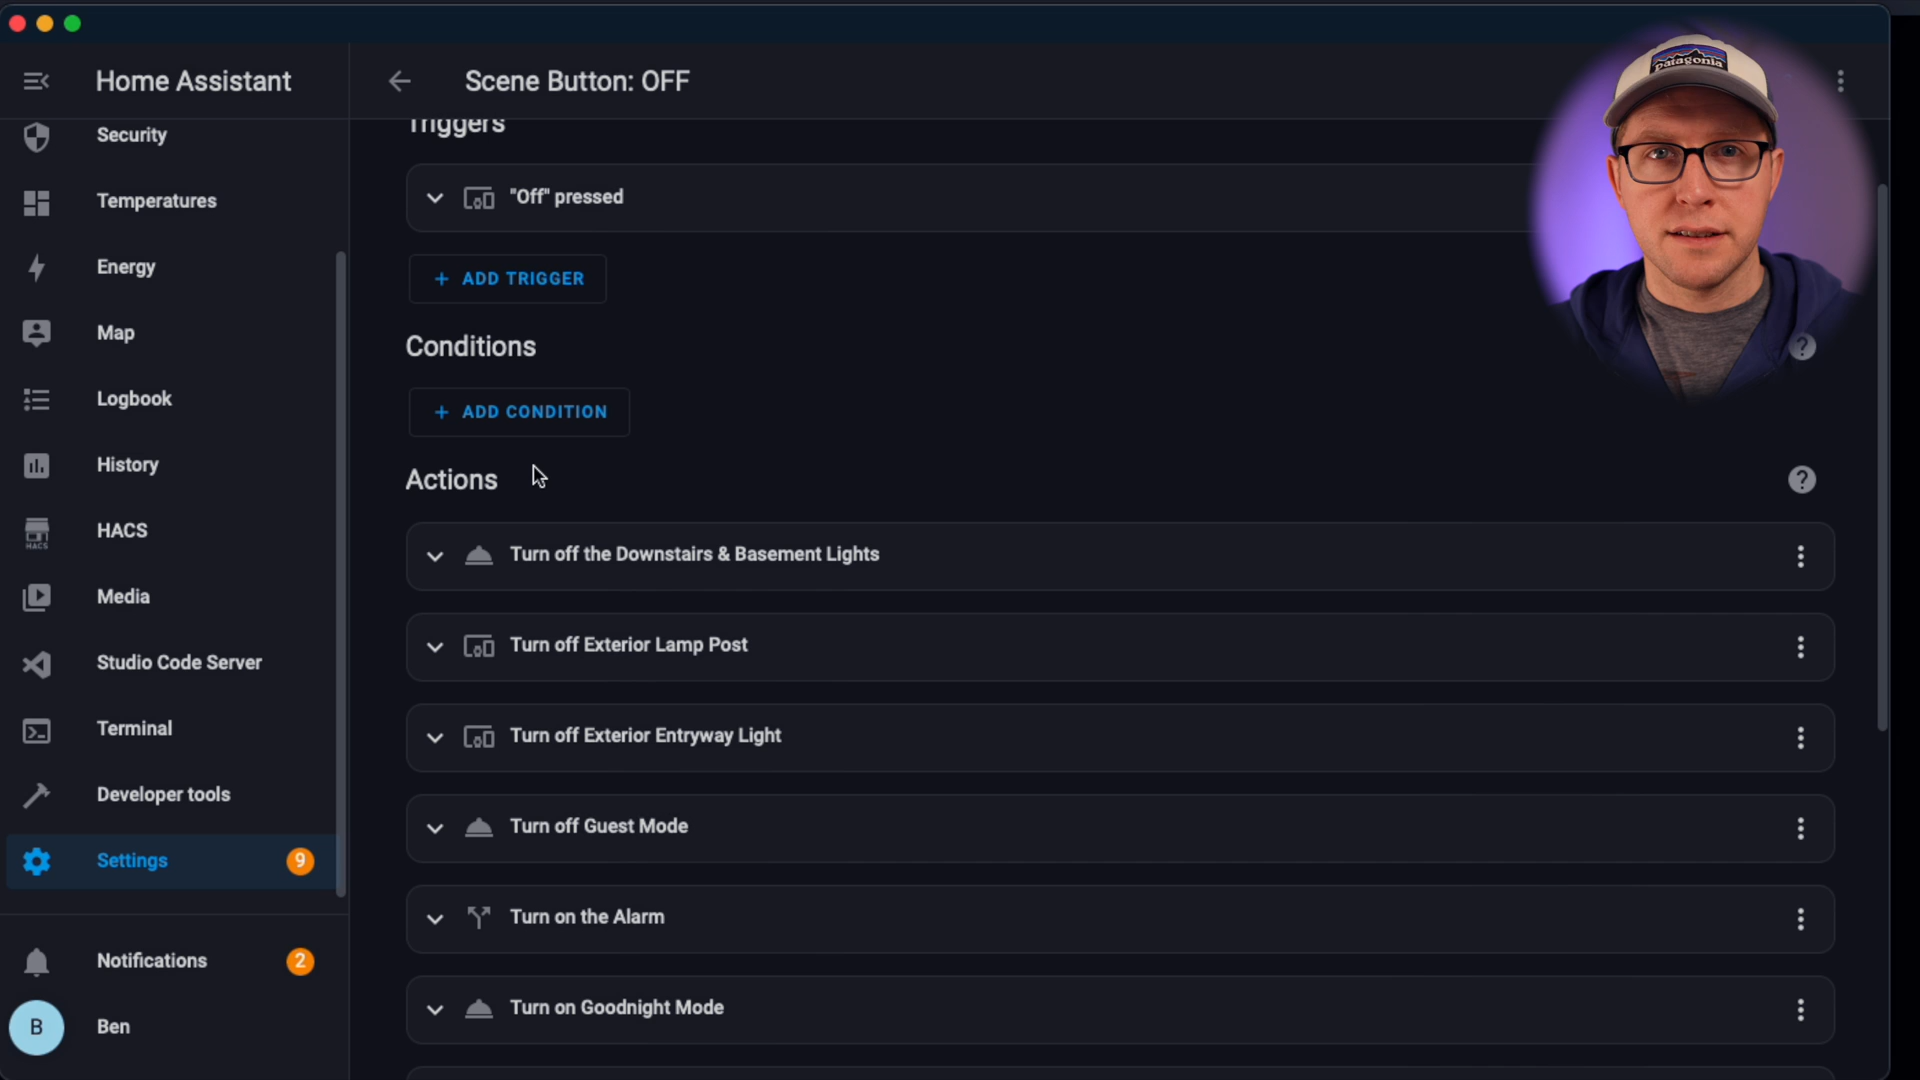 Home Assistant
Scene Button: OFF
patagonia
Security
Temperatures
Energy
Map
Logbook
History
HACS
HACS
Media
Studio Code Server
Terminal
Developer tools
Settings
9
Notifications
2
B
Ben
Triggers
"Off" pressed
+ ADD TRIGGER
Conditions
?
+ ADD CONDITION
Actions
?
Turn off the Downstairs & Basement Lights
Turn off Exterior Lamp Post
Turn off Exterior Entryway Light
Turn off Guest Mode
Turn on the Alarm
Turn on Goodnight Mode